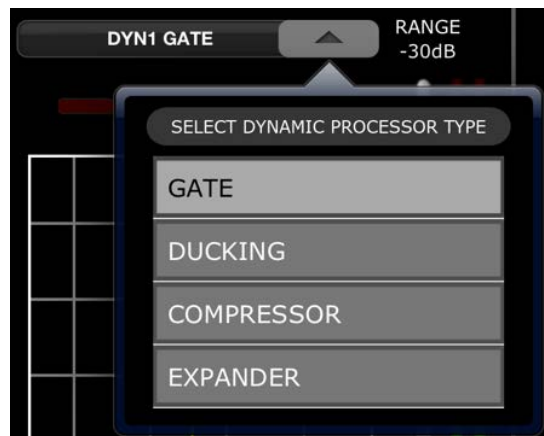 DYN1 GATE
RANGE
-30dB
SELECT DYNAMIC PROCESSOR TYPE
GATE
DUCKING
COMPRESSOR
EXPANDER